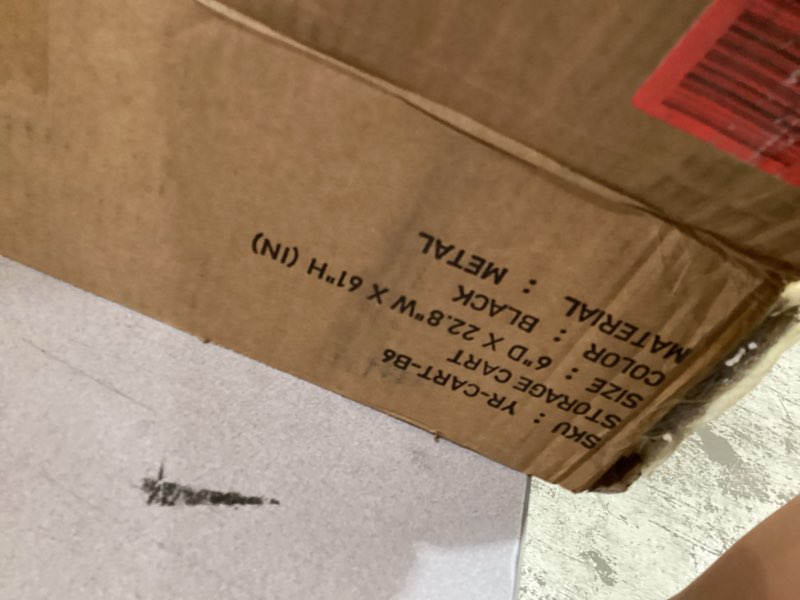 SKU : YR-CART-B6
STORAGE CART
SIZE : 6"D X 22.8"W X 61"H (IN)
COLOR : BLACK
MATERIAL : METAL